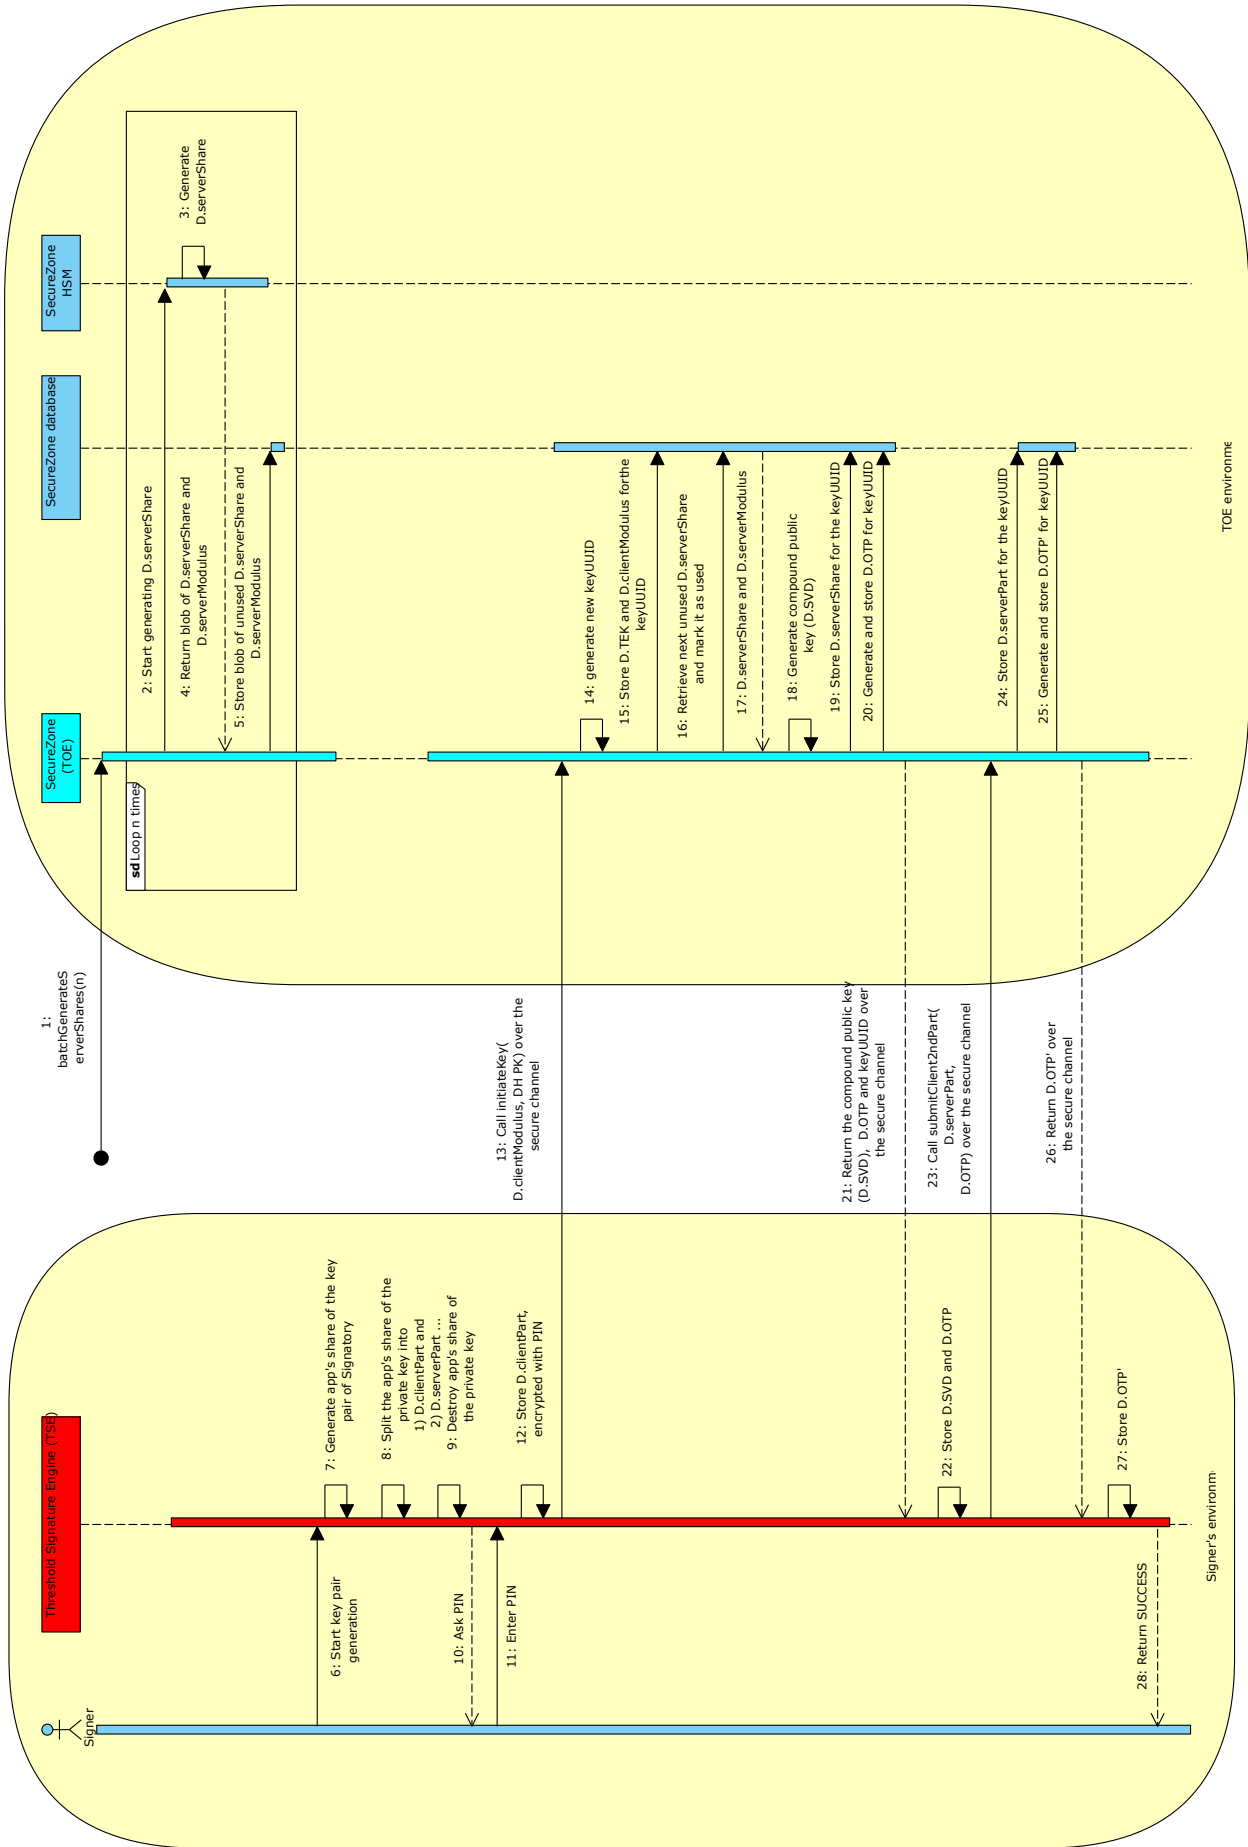 Signer
Threshold Signature Engine (TSE)
SecureZone
(TOE)
SecureZone database
SecureZone
HSM
1:
batchGenerateS
erverShares(n)
sd Loop n times
2: Start generating D.serverShare
3: Generate
D.serverShare
4: Return blob of D.serverShare and
D.serverModulus
5: Store blob of unused D.serverShare and
D.serverModulus
6: Start key pair
generation
7: Generate app's share of the key
pair of Signatory
8: Split the app's share of the
private key into
1) D.clientPart and
2) D.serverPart ...
9: Destroy app's share of
the private key
10: Ask PIN
11: Enter PIN
12: Store D.clientPart,
encrypted with PIN
13: Call initiateKey(
D.clientModulus, DH PK) over the
secure channel
14: generate new keyUUID
15: Store D.TEK and D.clientModulus forthe
keyUUID
16: Retrieve next unused D.serverShare
and mark it as used
17: D.serverShare and D.serverModulus
18: Generate compound public
key (D.SVD)
19: Store D.serverShare for the keyUUID
20: Generate and store D.OTP for keyUUID
21: Return the compound public key
(D.SVD), D.OTP and keyUUID over
the secure channel
22: Store D.SVD and D.OTP
23: Call submitClient2ndPart(
D.serverPart,
D.OTP) over the secure channel
24: Store D.serverPart for the keyUUID
25: Generate and store D.OTP' for keyUUID
26: Return D.OTP' over
the secure channel
27: Store D.OTP'
28: Return SUCCESS
Signer's environm
TOE environme